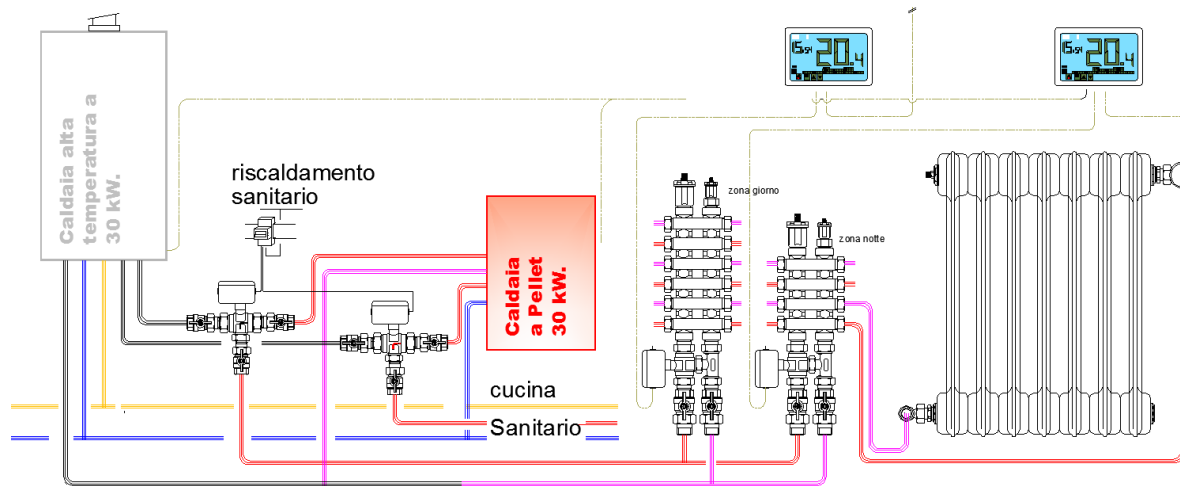 Caldaia alta
temperatura a
30 kW.
riscaldamento
sanitario
Caldaia
a Pellet
30 kW.
cucina
Sanitario
zona giorno
zona notte
20.4
20.4